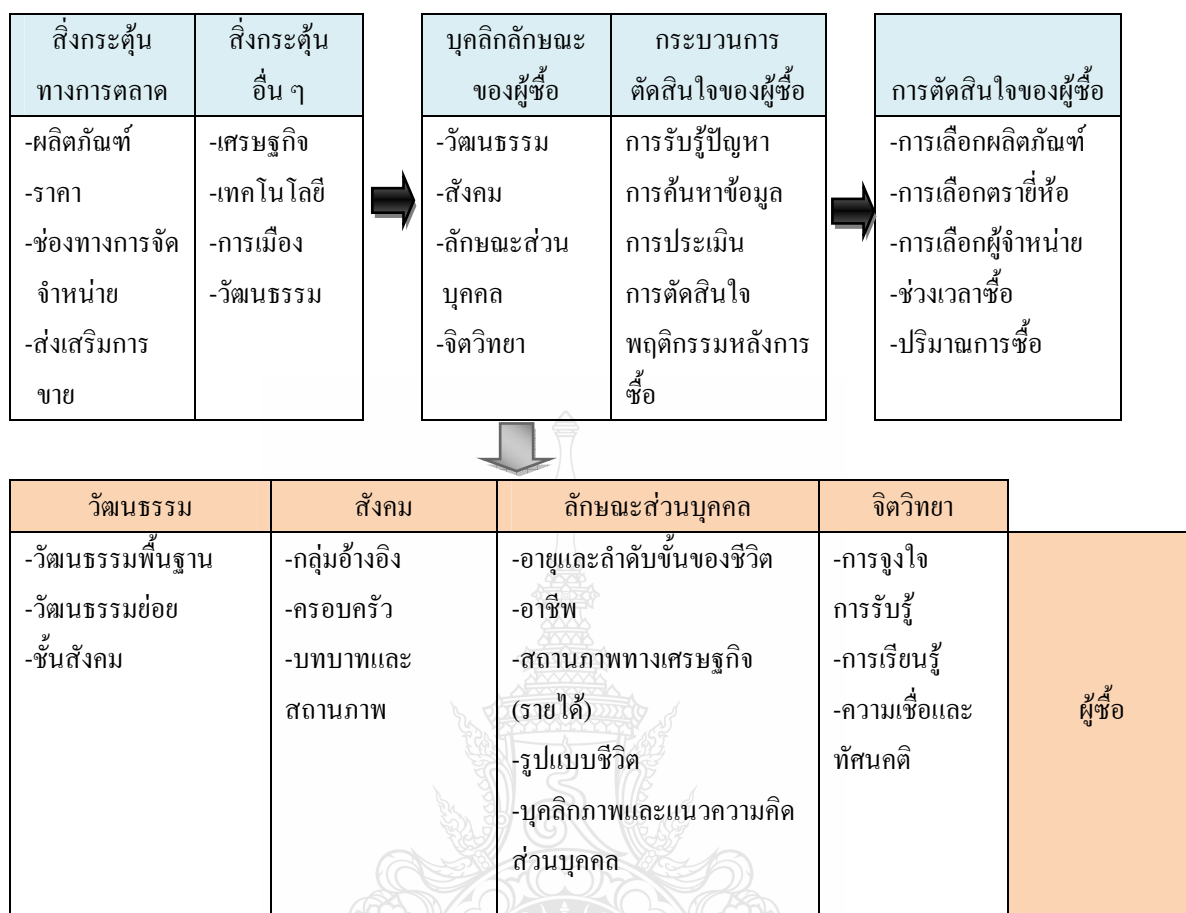 สิ่งกระตุ้น
ทางการตลาด
-ผลิตภัณฑ์
-ราคา
-ช่องทางการจัด
จำหน่าย
-ส่งเสริมการ
ขาย
สิ่งกระตุ้น
อื่น ๆ
-เศรษฐกิจ
-เทคโนโลยี
-การเมือง
-วัฒนธรรม
บุคลิกลักษณะ
ของผู้ซื้อ
-วัฒนธรรม
-สังคม
-ลักษณะส่วน
บุคคล
-จิตวิทยา
กระบวนการ
ตัดสินใจของผู้ซื้อ
การรับรู้ปัญหา
การค้นหาข้อมูล
การประเมิน
การตัดสินใจ
พฤติกรรมหลังการ
ซื้อ
การตัดสินใจของผู้ซื้อ
-การเลือกผลิตภัณฑ์
-การเลือกตรายี่ห้อ
-การเลือกผู้จำหน่าย
-ช่วงเวลาซื้อ
-ปริมาณการซื้อ
วัฒนธรรม
-วัฒนธรรมพื้นฐาน
-วัฒนธรรมย่อย
-ชั้นสังคม
สังคม
-กลุ่มอ้างอิง
-ครอบครัว
-บทบาทและ
สถานภาพ
ลักษณะส่วนบุคคล
-อายุและลำดับขั้นของชีวิต
-อาชีพ
-สถานภาพทางเศรษฐกิจ
(รายได้)
-รูปแบบชีวิต
-บุคลิกภาพและแนวความคิด
ส่วนบุคคล
จิตวิทยา
-การจูงใจ
การรับรู้
-การเรียนรู้
-ความเชื่อและ
ทัศนคติ
ผู้ซื้อ